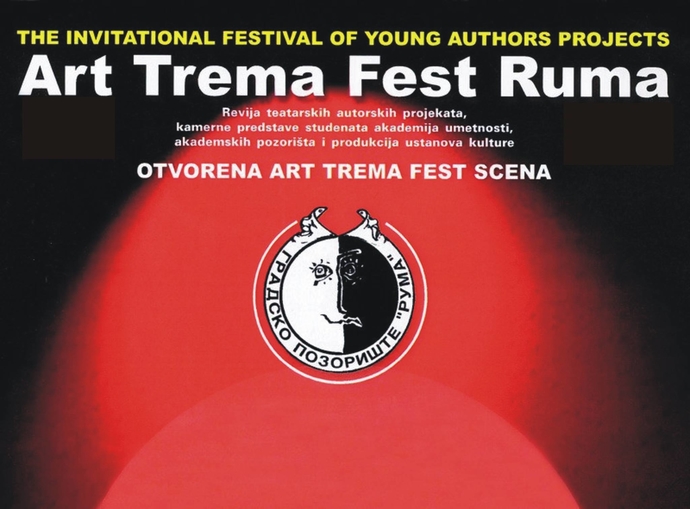 THE INVITATIONAL FESTIVAL OF YOUNG AUTHORS PROJECTS
Art Trema Fest Ruma
Revija teatarskih autorskih projekata,
kamerne predstave studenata akademija umetnosti,
akademskih pozorišta i produkcija ustanova kulture
OTVORENA ART TREMA FEST SCENA
ГРАДСКО ПОЗОРИШТЕ "РУМА"